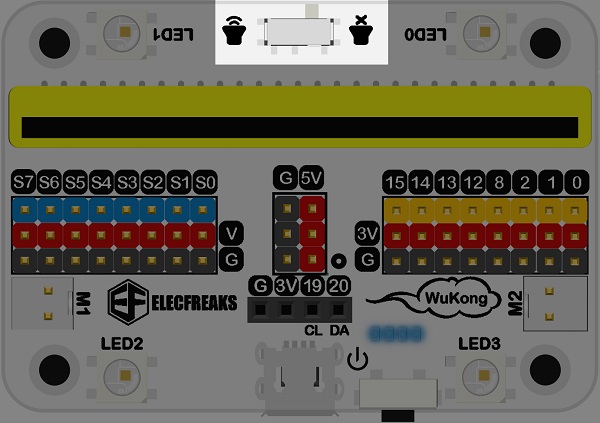 LED1
LED0
G 5V
S7 S6 S5 S4 S3 S2 S1 S0
15 14 13 12 8 2 1 0
V
G
3V
G
G 3V 19 20
CL DA
M1
EF ELECFREAKS
WuKong
M2
LED2
LED3